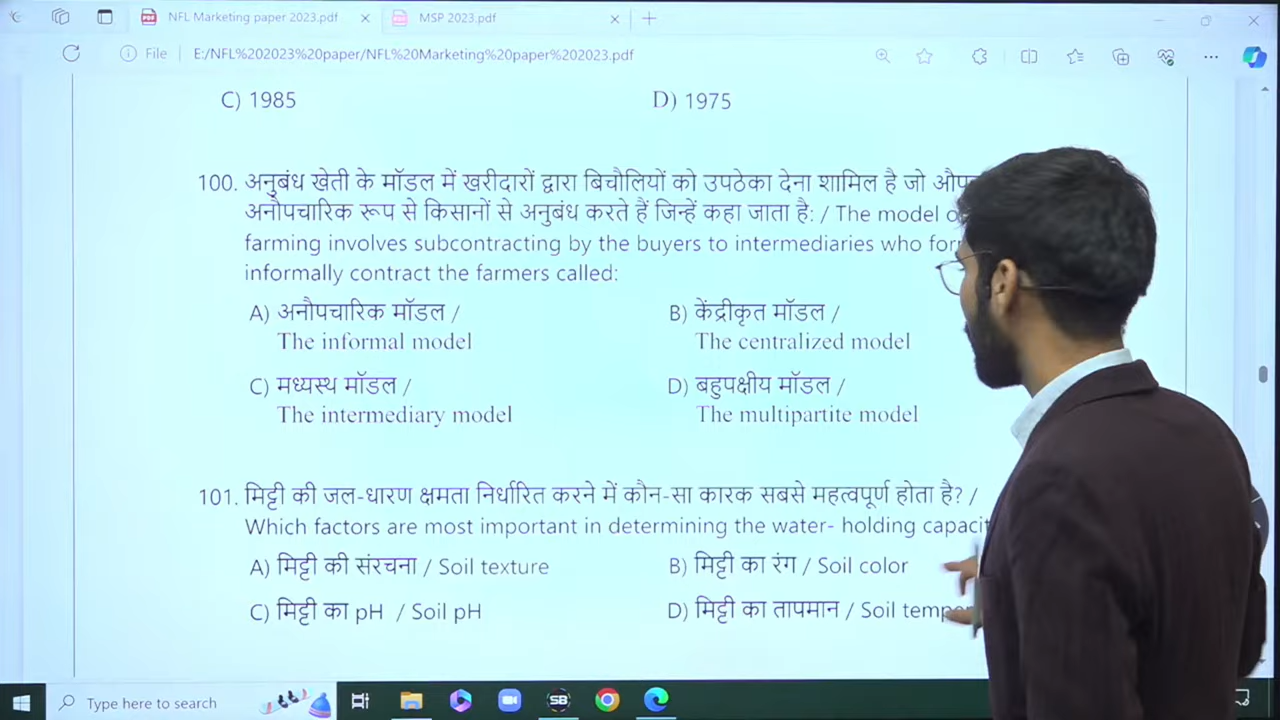 NFL Marketing paper 2023.pdf
MSP 2023.pdf
File
E:/NFL%202023%20paper/NFL%20Marketing%20paper%202023.pdf
C) 1985
D) 1975
100. अनुबंध खेती के मॉडल में खरीदारों द्वारा बिचौलियों को उपठेका देना शामिल है जो
अनौपचारिक रूप से किसानों से अनुबंध करते हैं जिन्हें कहा जाता है: / The model
farming involves subcontracting by the buyers to intermediaries who
informally contract the farmers called:
A) अनौपचारिक मॉडल /
The informal model
B) केंद्रीकृत मॉडल /
The centralized model
C) मध्यस्थ मॉडल /
The intermediary model
D) बहुपक्षीय मॉडल /
The multipartite model
101. मिट्टी की जल-धारण क्षमता निर्धारित करने में कौन-सा कारक सबसे महत्वपूर्ण होता है? /
Which factors are most important in determining the water- holding
A) मिट्टी की संरचना / Soil texture
B) मिट्टी का रंग / Soil color
C) मिट्टी का pH / Soil pH
D) मिट्टी का तापमान / Soil
Type here to search
SB